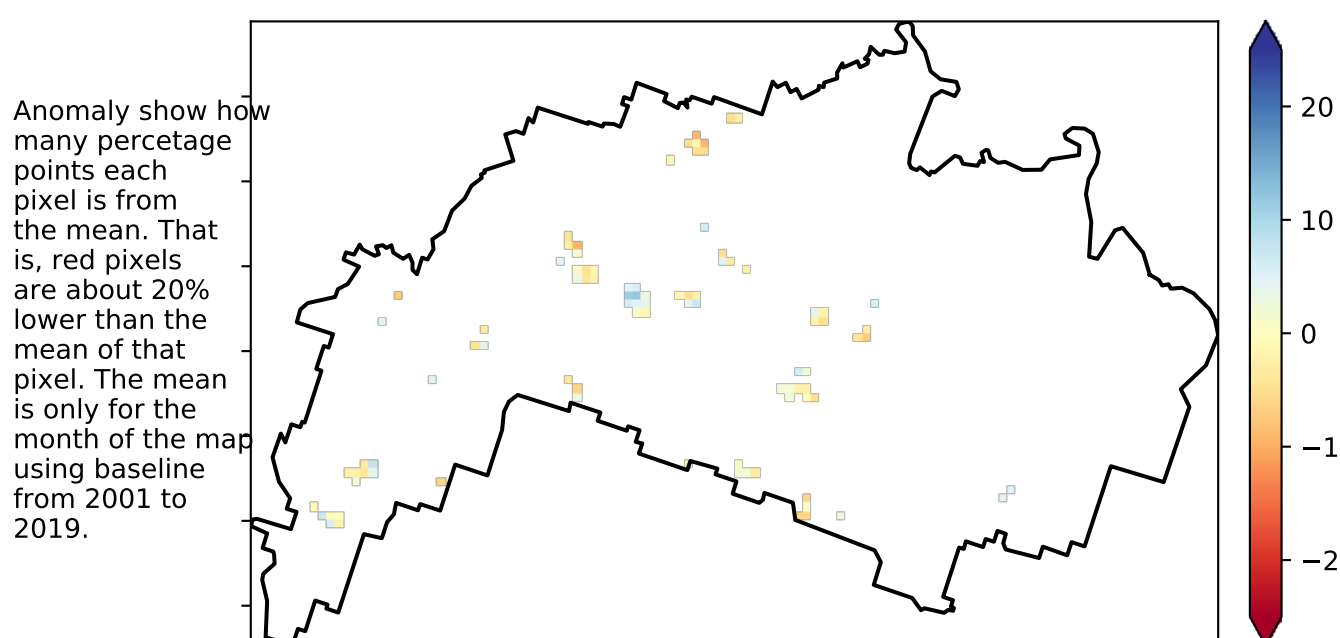 Anomaly show how
many percetage
points each
pixel is from
the mean. That
is, red pixels
are about 20%
lower than the
mean of that
pixel. The mean
is only for the
month of the map
using baseline
from 2001 to
2019.
20
10
0
−1
−2